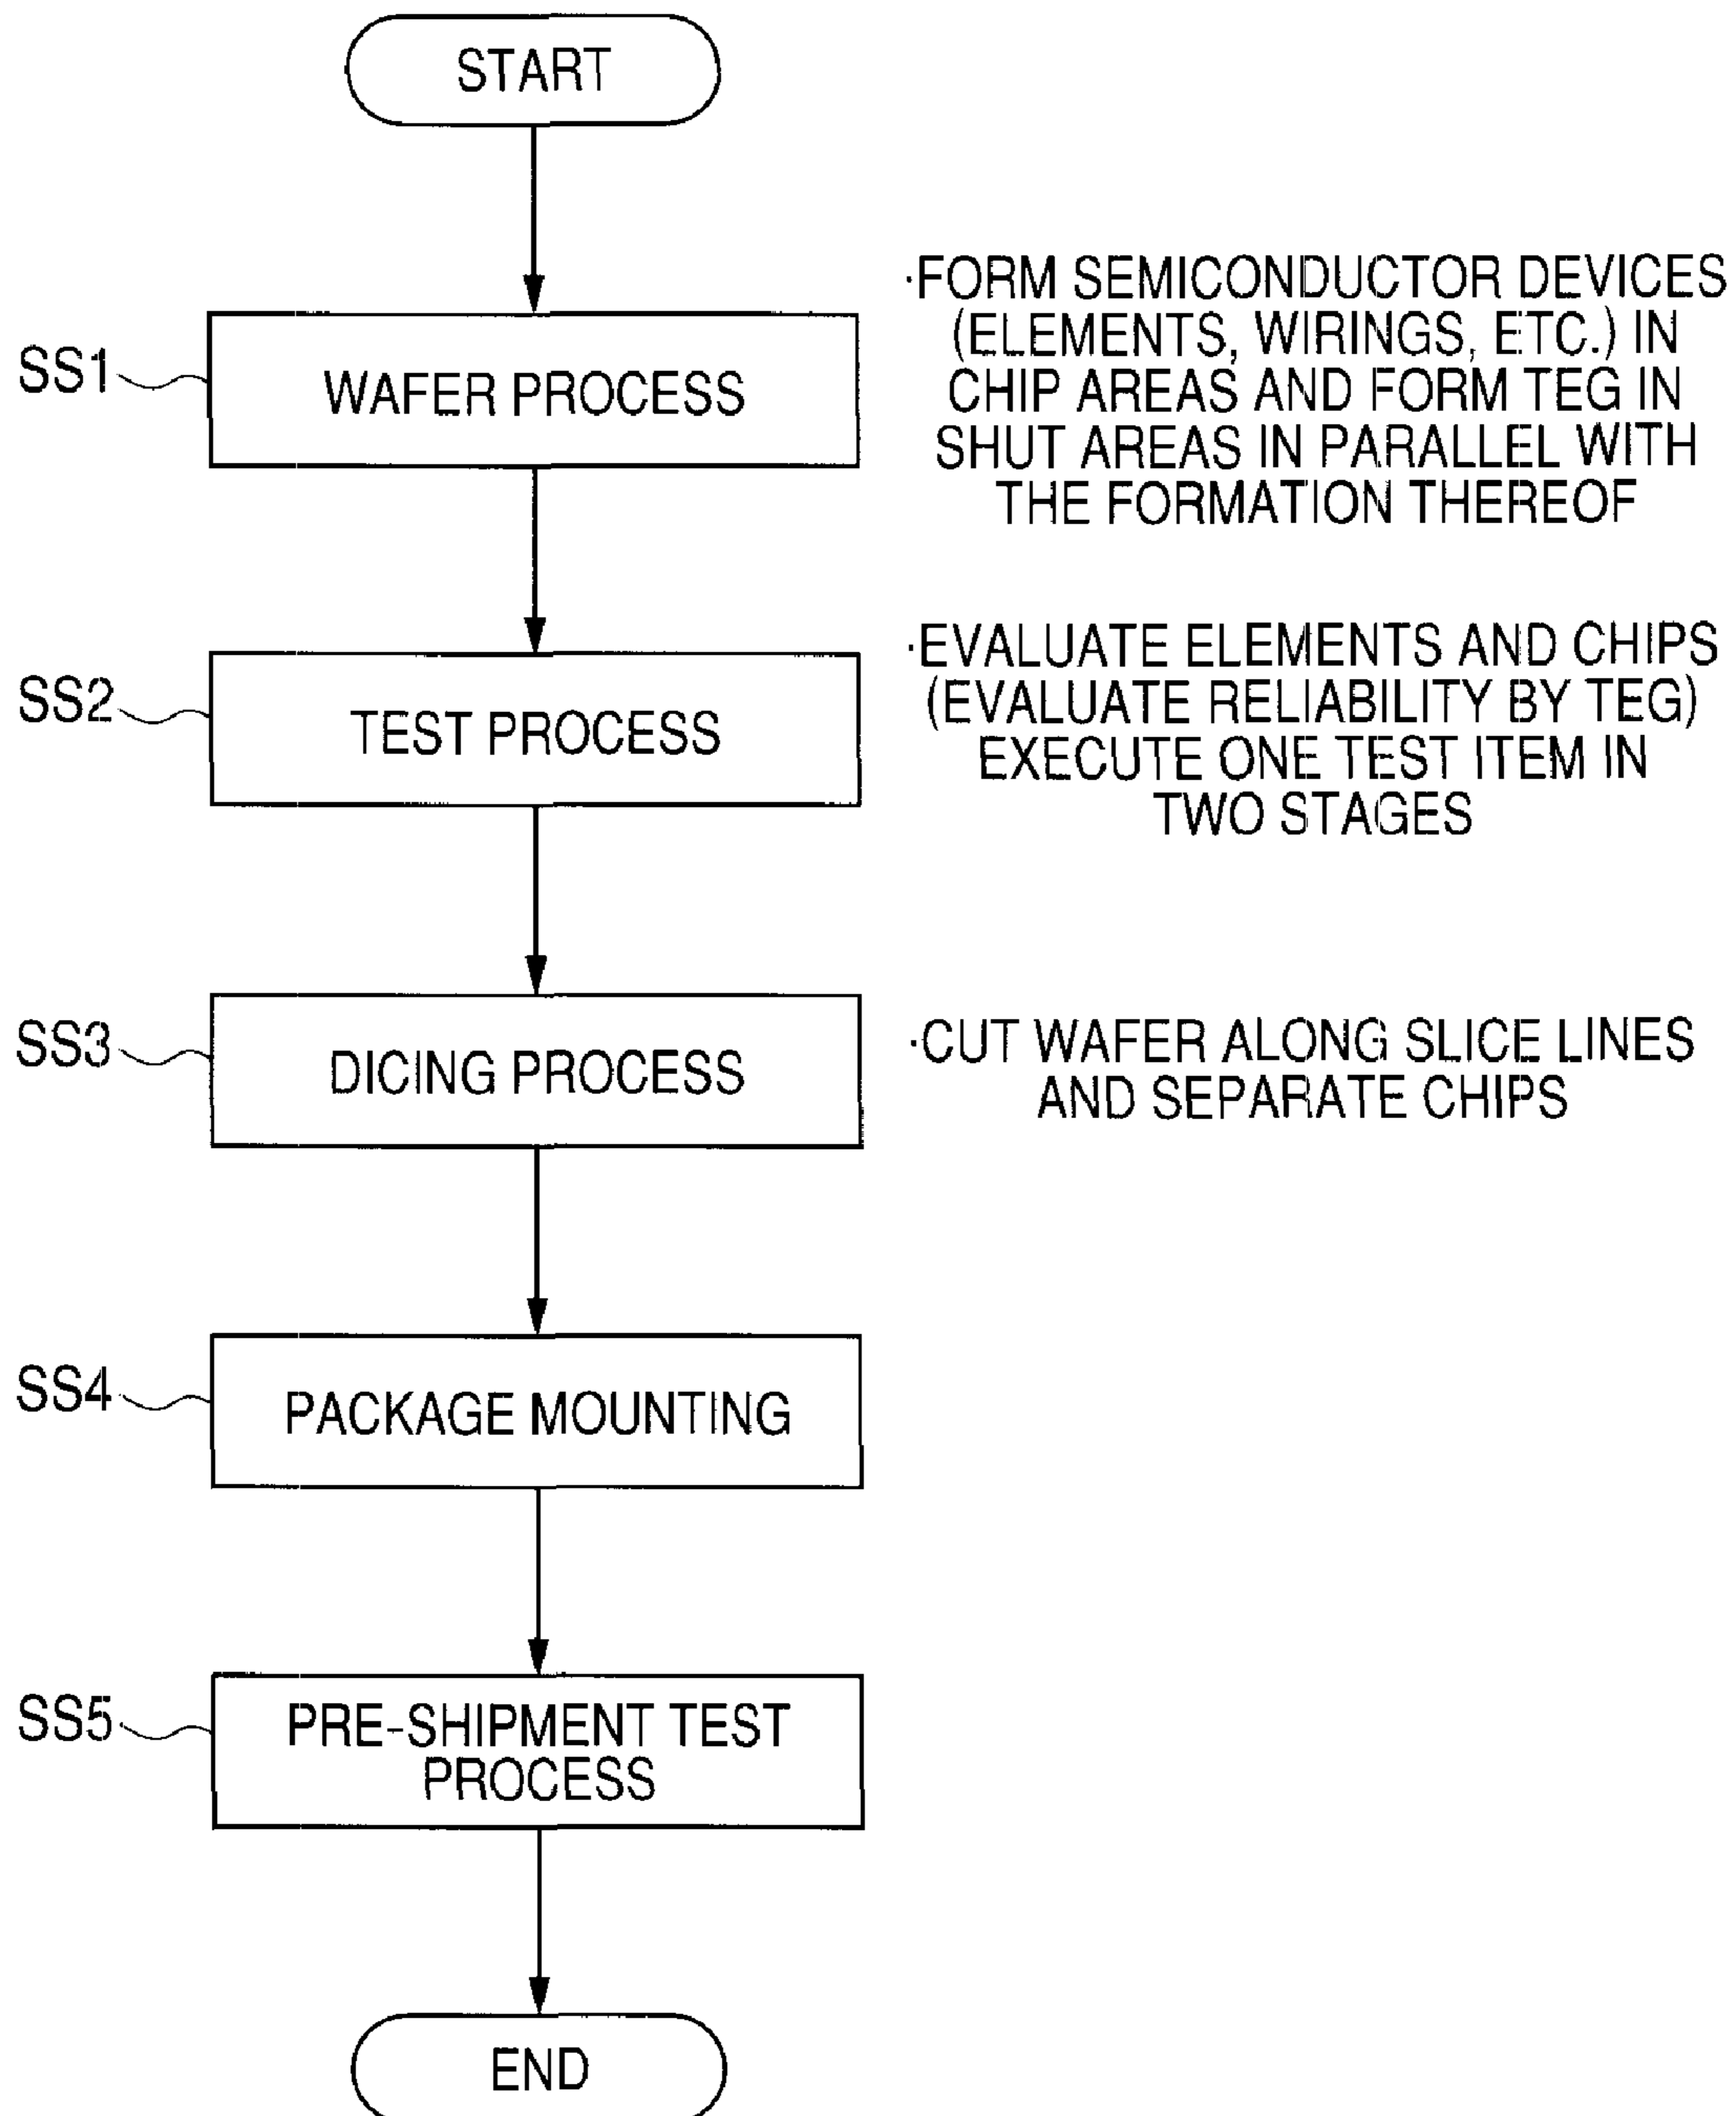 START
·FORM SEMICONDUCTOR DEVICES
(ELEMENTS, WIRINGS, ETC.) IN
CHIP AREAS AND FORM TEG IN
SHUT AREAS IN PARALLEL WITH
THE FORMATION THEREOF
SS1
WAFER PROCESS
·EVALUATE ELEMENTS AND CHIPS
(EVALUATE RELIABILITY BY TEG)
EXECUTE ONE TEST ITEM IN
TWO STAGES
SS2
TEST PROCESS
·CUT WAFER ALONG SLICE LINES
AND SEPARATE CHIPS
SS3
DICING PROCESS
SS4
PACKAGE MOUNTING
SS5
PRE-SHIPMENT TEST
PROCESS
END